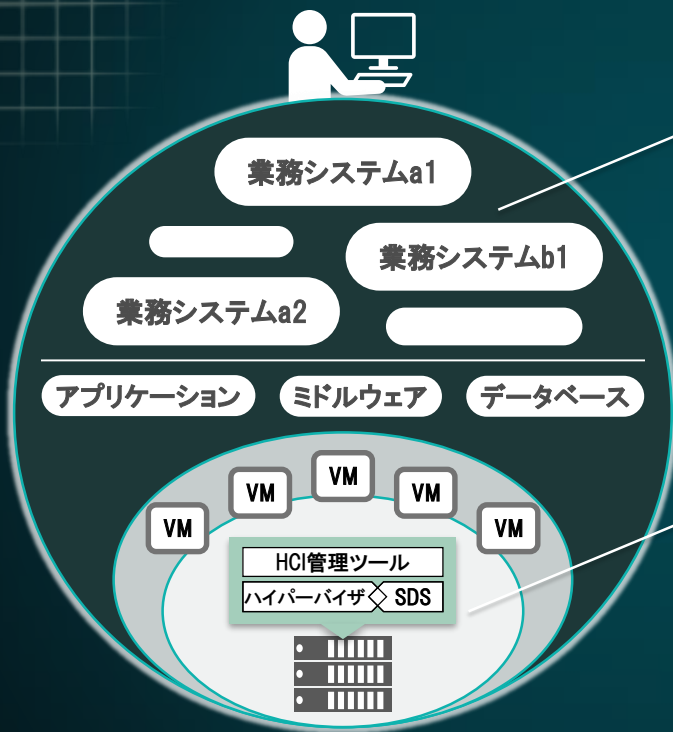 業務システムa1
業務システムb1
業務システムa2
アプリケーション
ミドルウェア
データベース
VM
VM
VM
VM
VM
HCI管理ツール
ハイパーバイザ
SDS